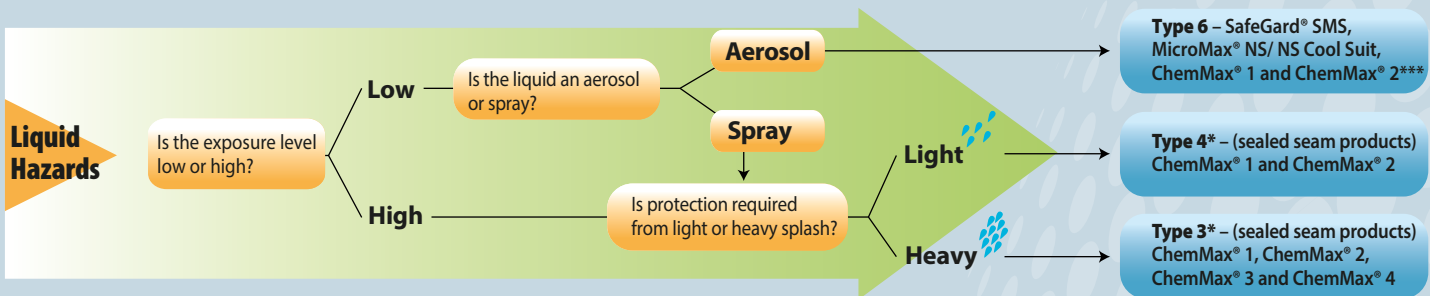 Liquid
Hazards
Is the exposure level
low or high?
Low
High
Is the liquid an aerosol
or spray?
Aerosol
Spray
Is protection required
from light or heavy splash?
Light
Heavy
Type 6 – SafeGard® SMS,
MicroMax® NS/ NS Cool Suit,
ChemMax® 1 and ChemMax® 2***
Type 4* – (sealed seam products)
ChemMax® 1 and ChemMax® 2
Type 3* – (sealed seam products)
ChemMax® 1, ChemMax® 2,
ChemMax® 3 and ChemMax® 4